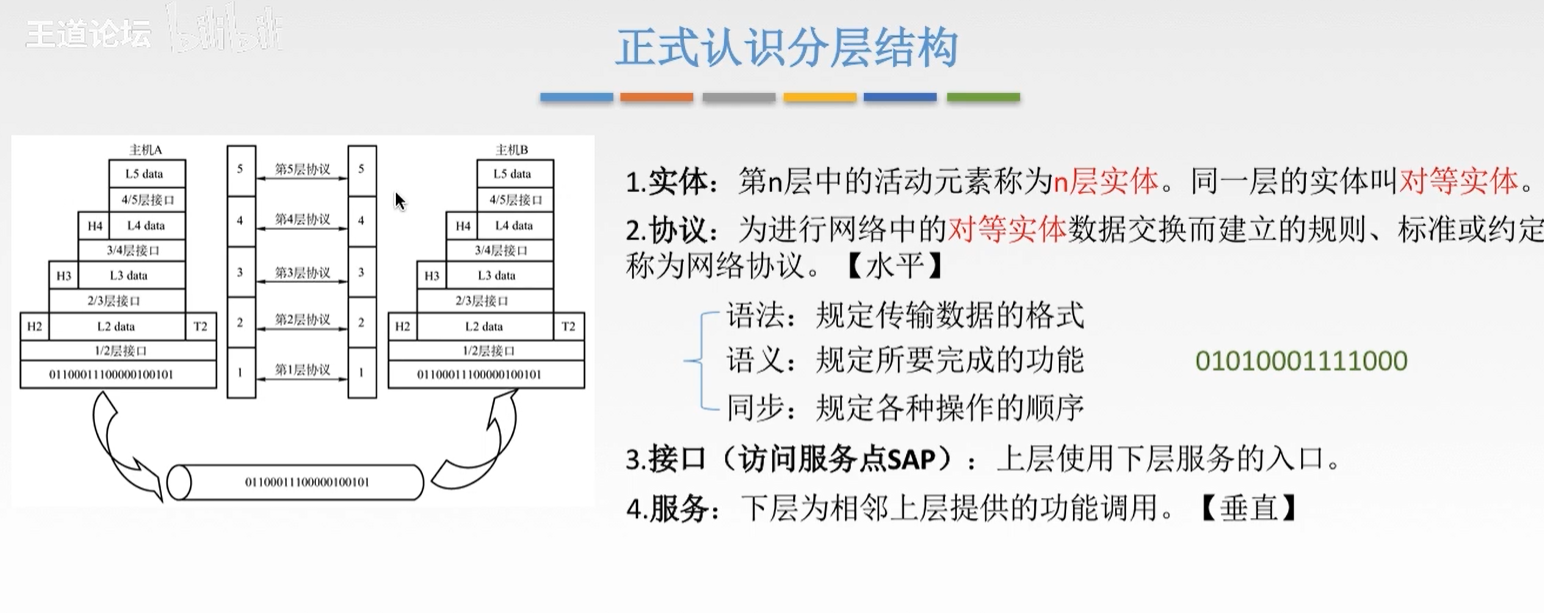 王道论坛 bilibili
正式认识分层结构
主机A
L5 data
4/5层接口
H4 L4 data
3/4层接口
H3 L3 data
2/3层接口
H2 L2 data T2
1/2层接口
01100011100000100101
5 第5层协议 5
4 第4层协议 4
3 第3层协议 3
2 第2层协议 2
1 第1层协议 1
主机B
L5 data
4/5层接口
H4 L4 data
3/4层接口
H3 L3 data
2/3层接口
H2 L2 data T2
1/2层接口
01100011100000100101
01100011100000100101
1.实体：第n层中的活动元素称为n层实体。同一层的实体叫对等实体。
2.协议：为进行网络中的对等实体数据交换而建立的规则、标准或约定
称为网络协议。【水平】
语法：规定传输数据的格式
语义：规定所要完成的功能
01010001111000
同步：规定各种操作的顺序
3.接口（访问服务点SAP）：上层使用下层服务的入口。
4.服务：下层为相邻上层提供的功能调用。【垂直】